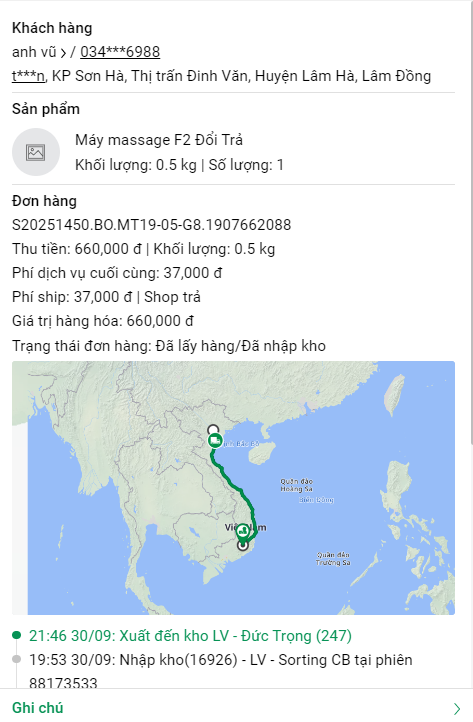 Khách hàng
anh vũ > / 034***6988
t***n, KP Sơn Hà, Thị trấn Đinh Văn, Huyện Lâm Hà, Lâm Đồng
Sản phẩm
Máy massage F2 Đổi Trả
Khối lượng: 0.5 kg | Số lượng: 1
Đơn hàng
S20251450.BO.MT19-05-G8.1907662088
Thu tiền: 660,000 đ | Khối lượng: 0.5 kg
Phí dịch vụ cuối cùng: 37,000 đ
Phí ship: 37,000 đ | Shop trả
Giá trị hàng hóa: 660,000 đ
Trạng thái đơn hàng: Đã lấy hàng/Đã nhập kho
Quần đảo
Hoàng Sa
Biển Đông
Quần đảo
Trường Sa
21:46 30/09: Xuất đến kho LV - Đức Trọng (247)
19:53 30/09: Nhập kho(16926) - LV - Sorting CB tại phiên
88173533
Ghi chú